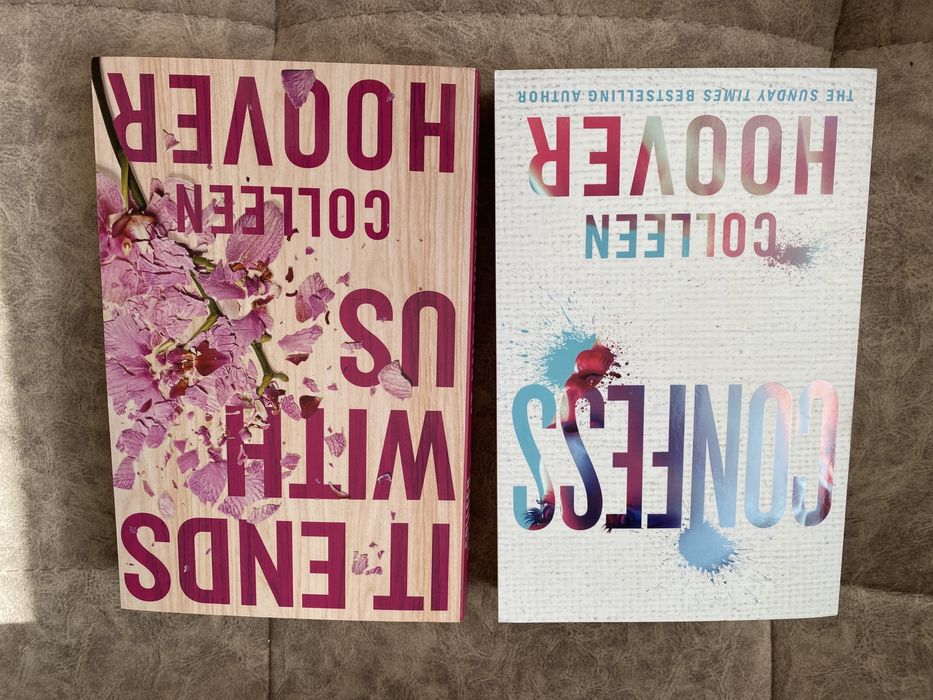 IT ENDS
WITH
US
COLLEEN
HOOVER
CONFESS
COLLEEN
HOOVER
THE SUNDAY TIMES BESTSELLING AUTHOR